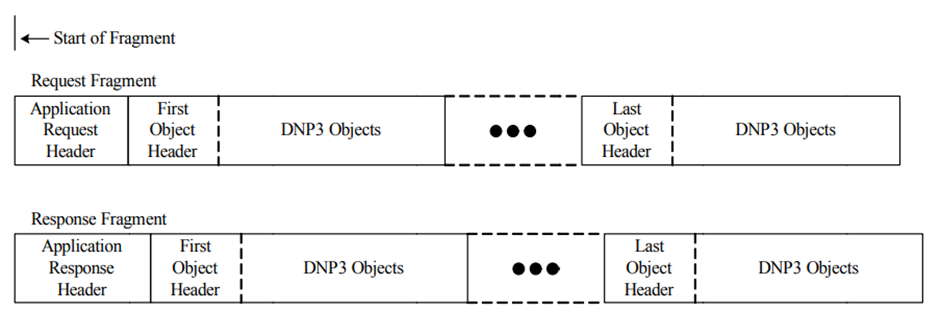 Start of Fragment
Request Fragment
Application
Request
Header
First
Object
Header
DNP3 Objects
Last
Object
Header
DNP3 Objects
Response Fragment
Application
Response
Header
First
Object
Header
DNP3 Objects
Last
Object
Header
DNP3 Objects